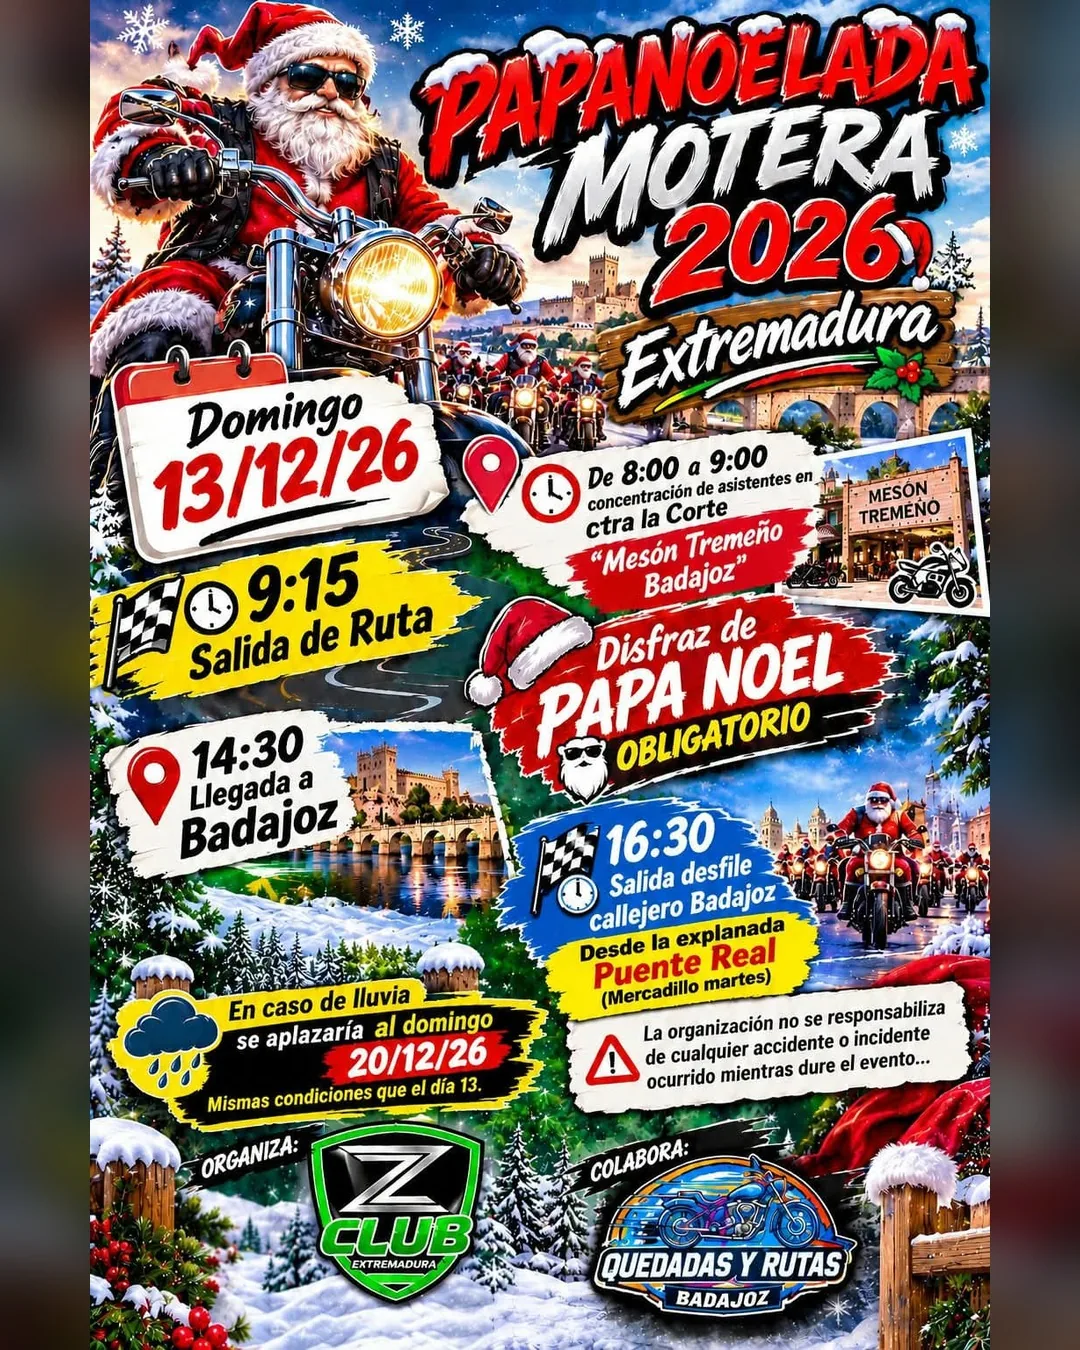 PAPANOELADA
MOTERA
2026
Extremadura
Domingo
13/12/26
De 8:00 a 9:00
concentración de asistentes en
ctra la Corte
"Mesón Tremeño
Badajoz"
MESÓN
TREMEÑO
9:15
Salida de Ruta
Disfraz de
PAPA NOEL
OBLIGATORIO
14:30
Llegada a
Badajoz
16:30
Salida desfile
callejero Badajoz
Desde la explanada
Puente Real
(Mercadillo martes)
En caso de lluvia
se aplazaría al domingo
20/12/26
Mismas condiciones que el día 13.
La organización no se responsabiliza
de cualquier accidente o incidente
ocurrido mientras dure el evento...
ORGANIZA:
Z
CLUB
EXTREMADURA
COLABORA:
QUEDADAS Y RUTAS
BADAJOZ